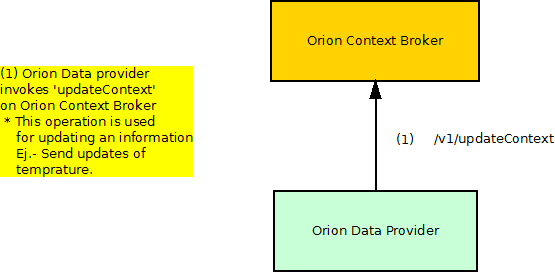 Orion Context Broker
(1) Orion Data provider
invokes 'updateContext'
on Orion Context Broker
* This operation is used
for updating an information
Ej.- Send updates of
temprature.
(1) /v1/updateContext
Orion Data Provider